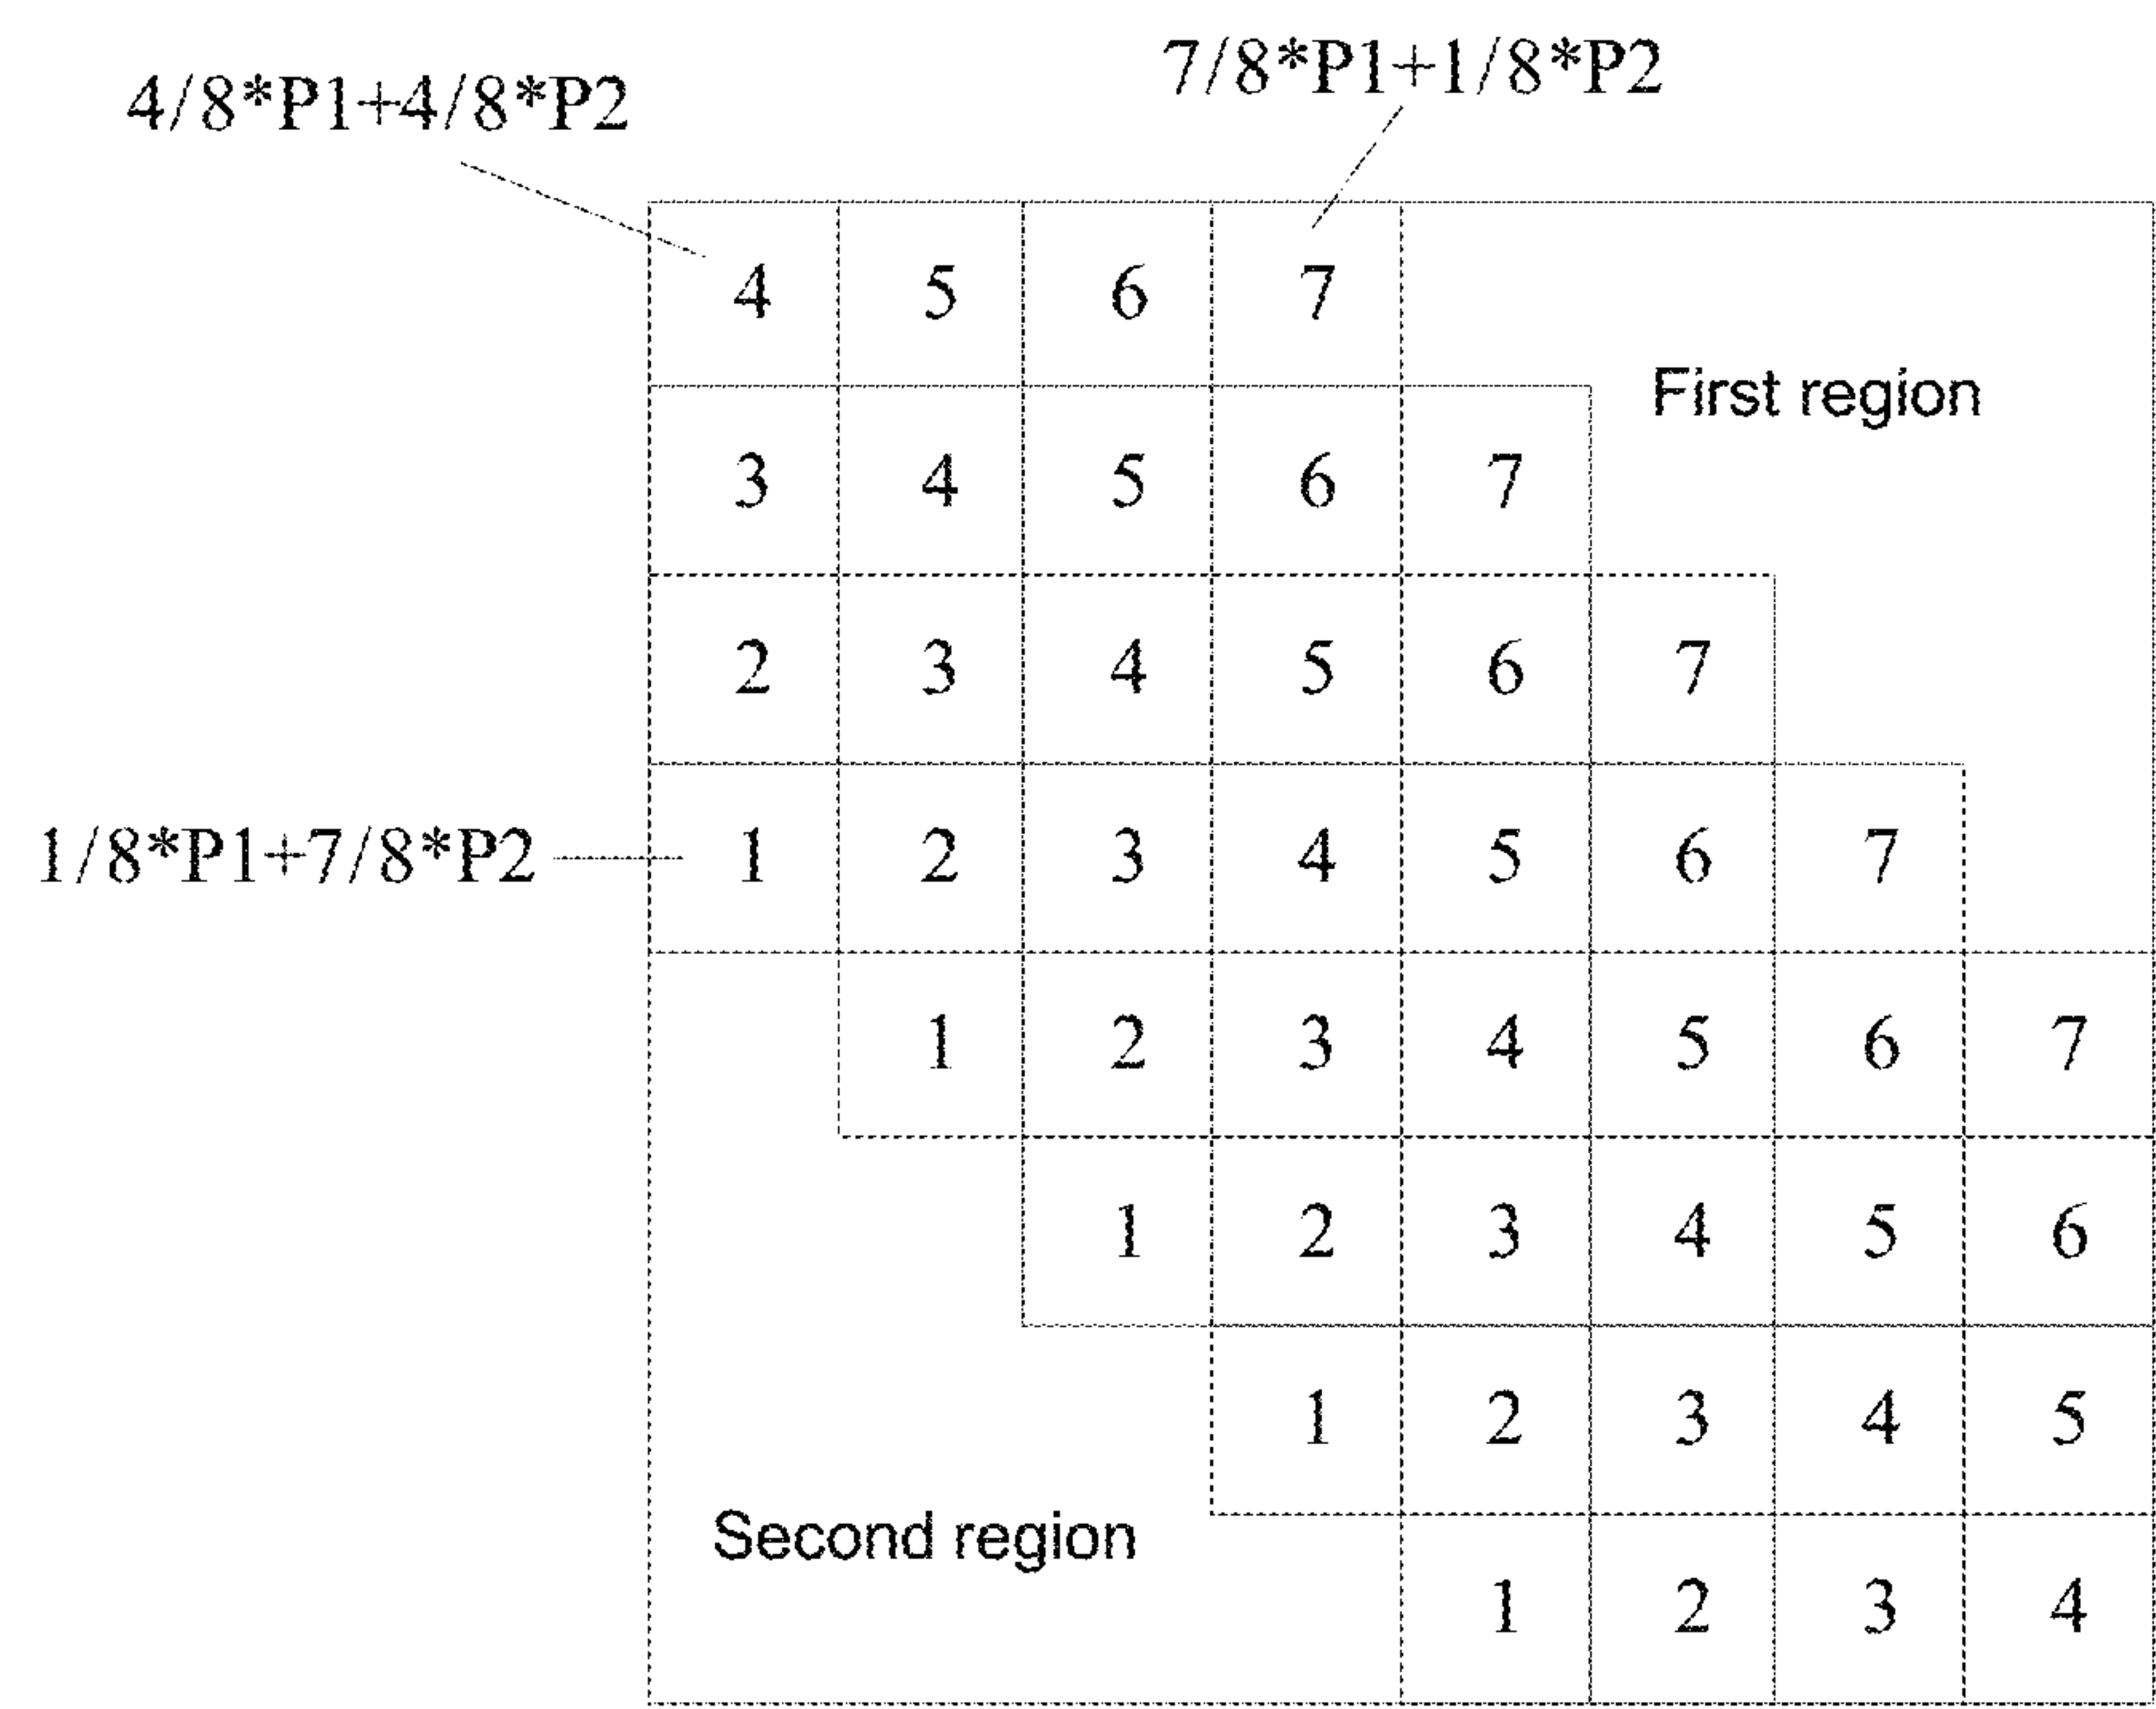 7/8*P1+1/8*P2
4/8*P1+4/8*P2
4 5 6 7
First region
3 4 5 6 7
2 3 4 5 6 7
1/8*P1+7/8*P2 1 2 3 4 5 6 7
1 2 3 4 5 6 7
1 2 3 4 5 6
1 2 3 4 5
Second region
1 2 3 4